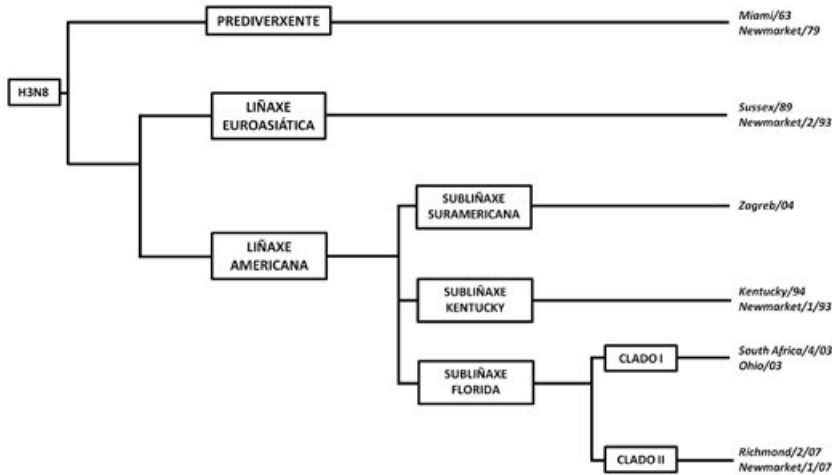 PREDIVERXENTE
Miami/63
Newmarket/79
H3N8
LIÑAXE
EUROASIÁTICA
Sussex/89
Newmarket/2/93
SUBLIÑAXE
SURAMERICANA
Zagreb/04
LIÑAXE
AMERICANA
SUBLIÑAXE
KENTUCKY
Kentucky/94
Newmarket/1/93
SUBLIÑAXE
FLORIDA
CLADO I
South Africa/4/03
Ohio/03
CLADO II
Richmond/2/07
Newmarket/1/07